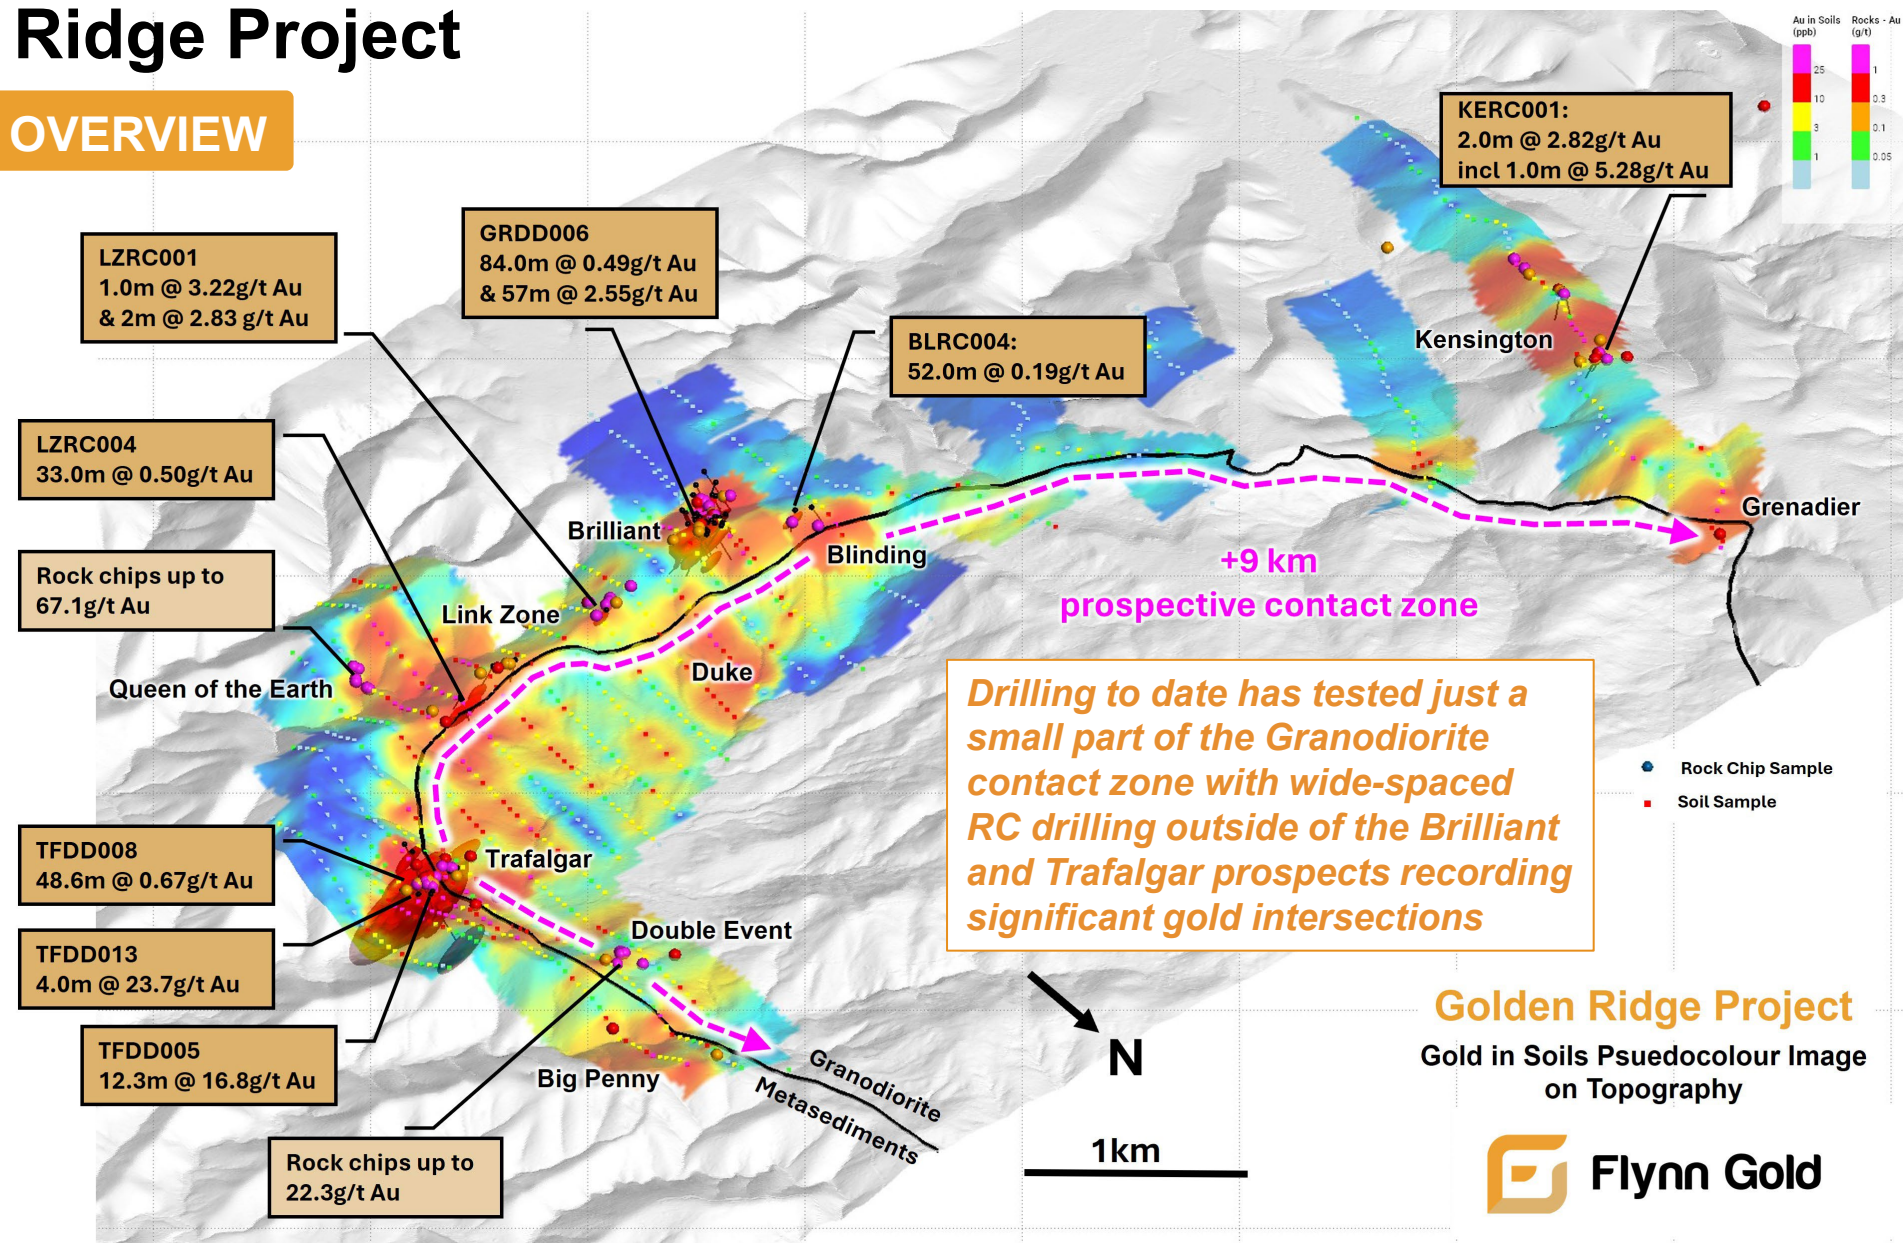 Ridge Project
OVERVIEW
Au in Soils
(ppb)
Rocks - Au
(g/t)
25
10
3
1
1
0.3
0.1
0.05
KERC001:
2.0m @ 2.82g/t Au
incl 1.0m @ 5.28g/t Au
GRDD006
84.0m @ 0.49g/t Au
& 57m @ 2.55g/t Au
LZRC001
1.0m @ 3.22g/t Au
& 2m @ 2.83 g/t Au
BLRC004:
52.0m @ 0.19g/t Au
Kensington
LZRC004
33.0m @ 0.50g/t Au
Grenadier
Brilliant
Blinding
+9 km
prospective contact zone
Rock chips up to
67.1g/t Au
Link Zone
Duke
Queen of the Earth
Drilling to date has tested just a
small part of the Granodiorite
contact zone with wide-spaced
RC drilling outside of the Brilliant
and Trafalgar prospects recording
significant gold intersections
Rock Chip Sample
Soil Sample
TFDD008
48.6m @ 0.67g/t Au
Trafalgar
Double Event
TFDD013
4.0m @ 23.7g/t Au
TFDD005
12.3m @ 16.8g/t Au
Big Penny
Granodiorite
Metasediments
N
1km
Rock chips up to
22.3g/t Au
Golden Ridge Project
Gold in Soils Psuedocolour Image
on Topography
Flynn Gold